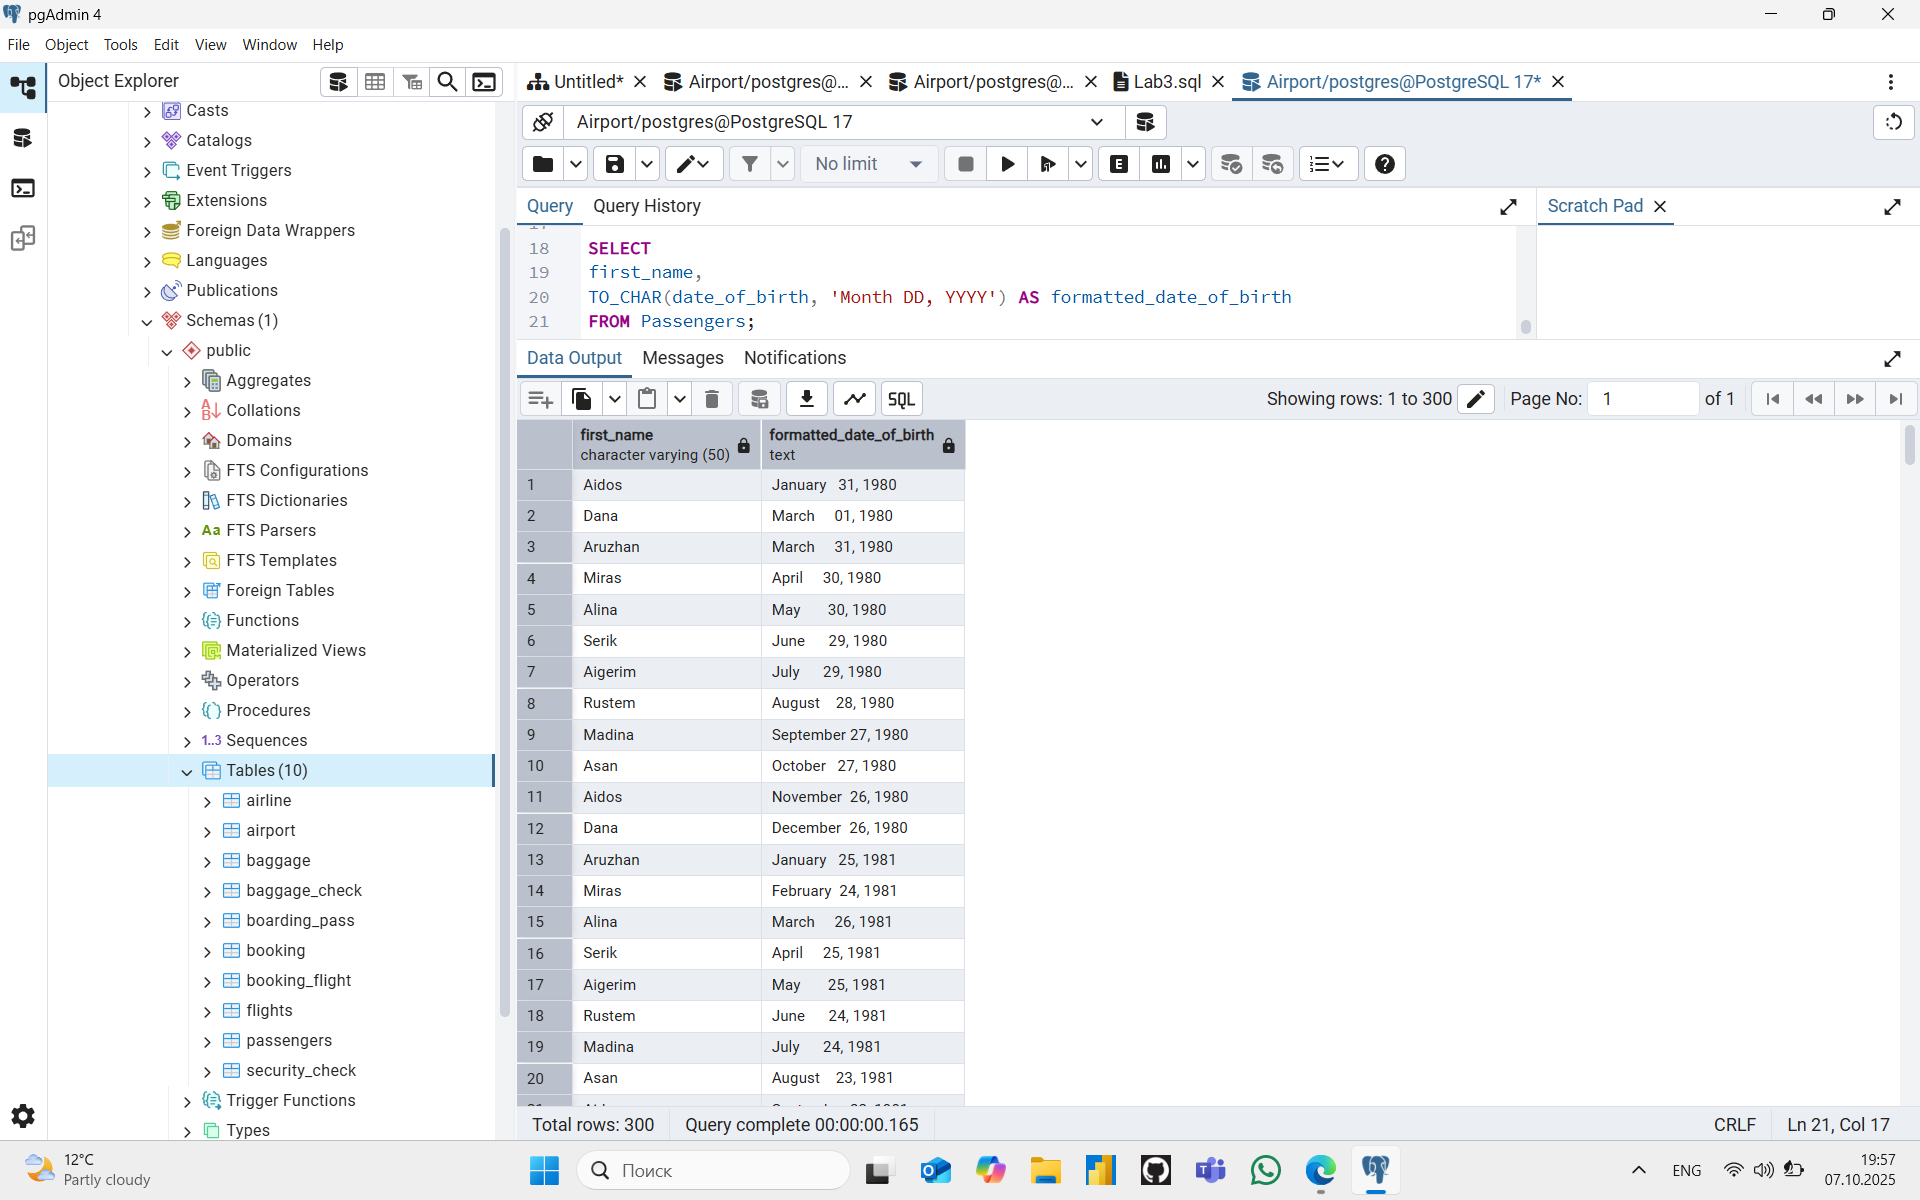 pgAdmin 4
File Object Tools Edit View Window Help
Object Explorer
Untitled* Airport/postgres@... Airport/postgres@... Lab3.sql Airport/postgres@PostgreSQL 17*
Airport/postgres@PostgreSQL 17
No limit
Query Query History
Scratch Pad
18 SELECT
19 first_name,
20 TO_CHAR(date_of_birth, 'Month DD, YYYY') AS formatted_date_of_birth
21 FROM Passengers;
Data Output Messages Notifications
SQL
Showing rows: 1 to 300 Page No: 1 of 1
first_name
character varying (50)
formatted_date_of_birth
text
1 Aidos January 31, 1980
2 Dana March 01, 1980
3 Aruzhan March 31, 1980
4 Miras April 30, 1980
5 Alina May 30, 1980
6 Serik June 29, 1980
7 Aigerim July 29, 1980
8 Rustem August 28, 1980
9 Madina September 27, 1980
10 Asan October 27, 1980
11 Aidos November 26, 1980
12 Dana December 26, 1980
13 Aruzhan January 25, 1981
14 Miras February 24, 1981
15 Alina March 26, 1981
16 Serik April 25, 1981
17 Aigerim May 25, 1981
18 Rustem June 24, 1981
19 Madina July 24, 1981
20 Asan August 23, 1981
Total rows: 300 Query complete 00:00:00.165
CRLF Ln 21, Col 17
Casts
Catalogs
Event Triggers
Extensions
Foreign Data Wrappers
Languages
Publications
Schemas (1)
public
Aggregates
Collations
Domains
FTS Configurations
FTS Dictionaries
Aa FTS Parsers
FTS Templates
Foreign Tables
Functions
Materialized Views
Operators
Procedures
1..3 Sequences
Tables (10)
airline
airport
baggage
baggage_check
boarding_pass
booking
booking_flight
flights
passengers
security_check
Trigger Functions
Types
12°C
Partly cloudy
Поиск
ENG
19:57
07.10.2025